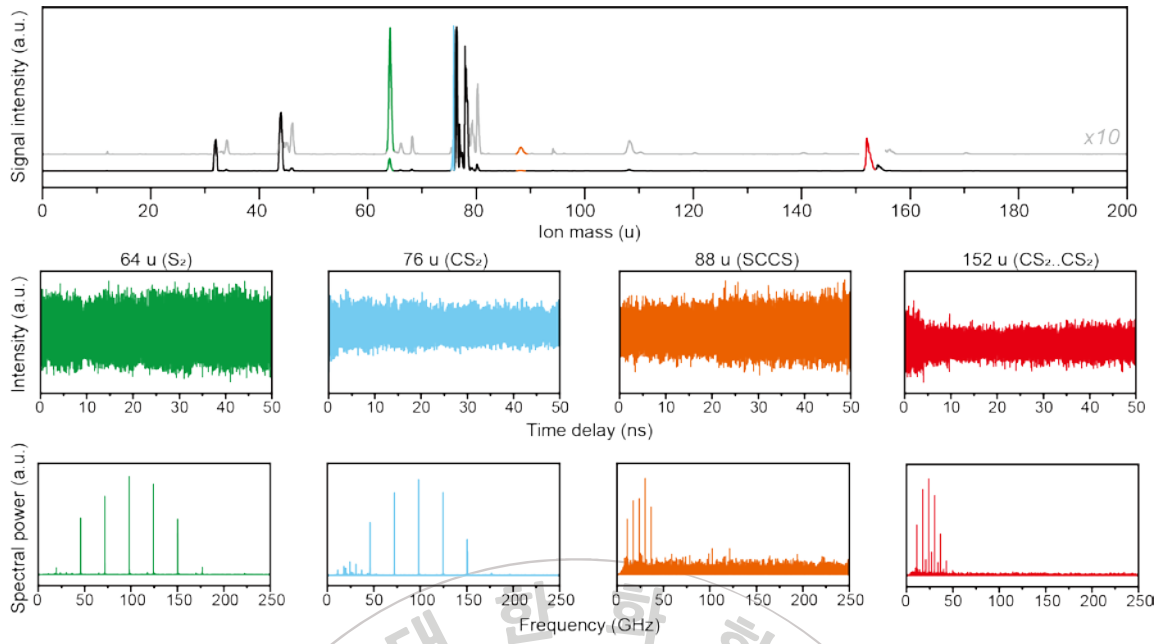 Signal intensity (a.u.)
x10
0 20 40 60 80 100 120 140 160 180 200
Ion mass (u)
64 u (S₂) 76 u (CS₂) 88 u (SCCS) 152 u (CS₂..CS₂)
Intensity (a.u.)
0 10 20 30 40 50 0 10 20 30 40 50 0 10 20 30 40 50 0 10 20 30 40 50
Time delay (ns)
Spectral power (a.u.)
0 50 100 150 200 250 0 50 100 150 200 250 0 50 100 150 200 250 0 50 100 150 200 250
Frequency (GHz)